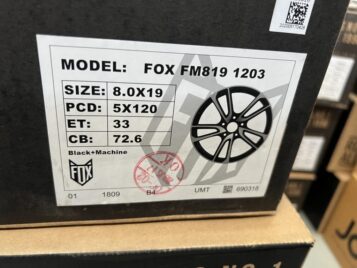 MODEL: FOX FM819 1203
SIZE: 8.0X19
PCD: 5X120
ET: 33
CB: 72.6
Black+Machine
FOX
01 1809 B4 UMT 690318